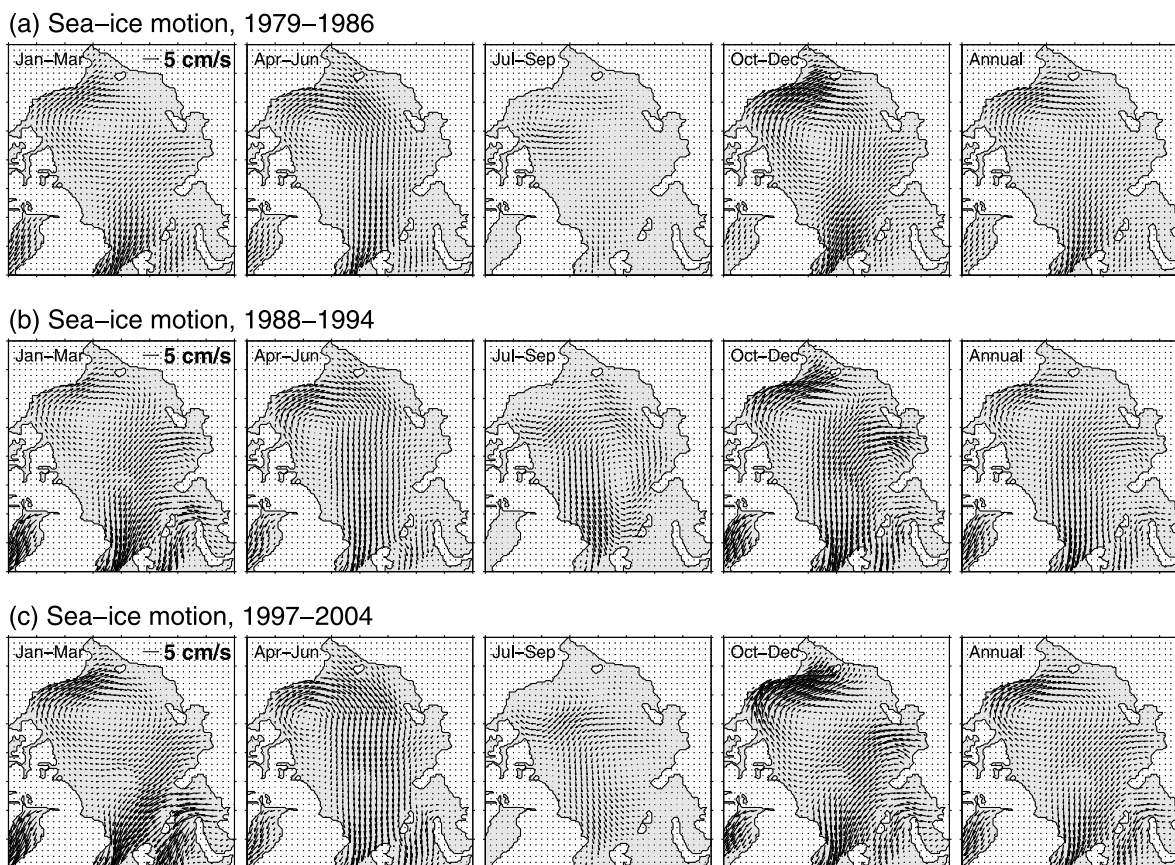 (a) Sea–ice motion, 1979–1986
Jan–Mar 5 cm/s Apr–Jun Jul–Sep Oct–Dec Annual
(b) Sea–ice motion, 1988–1994
Jan–Mar 5 cm/s Apr–Jun Jul–Sep Oct–Dec Annual
(c) Sea–ice motion, 1997–2004
Jan–Mar 5 cm/s Apr–Jun Jul–Sep Oct–Dec Annual